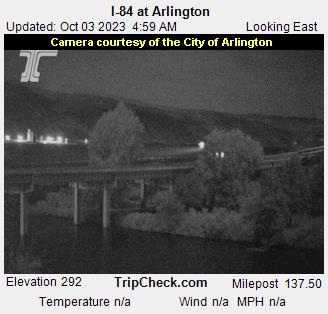 I-84 at Arlington
Updated: Oct 03 2023 4:59 AM Looking East
Camera courtesy of the City of Arlington
Elevation 292 TripCheck.com Milepost 137.50
Temperature n/a Wind n/a MPH n/a